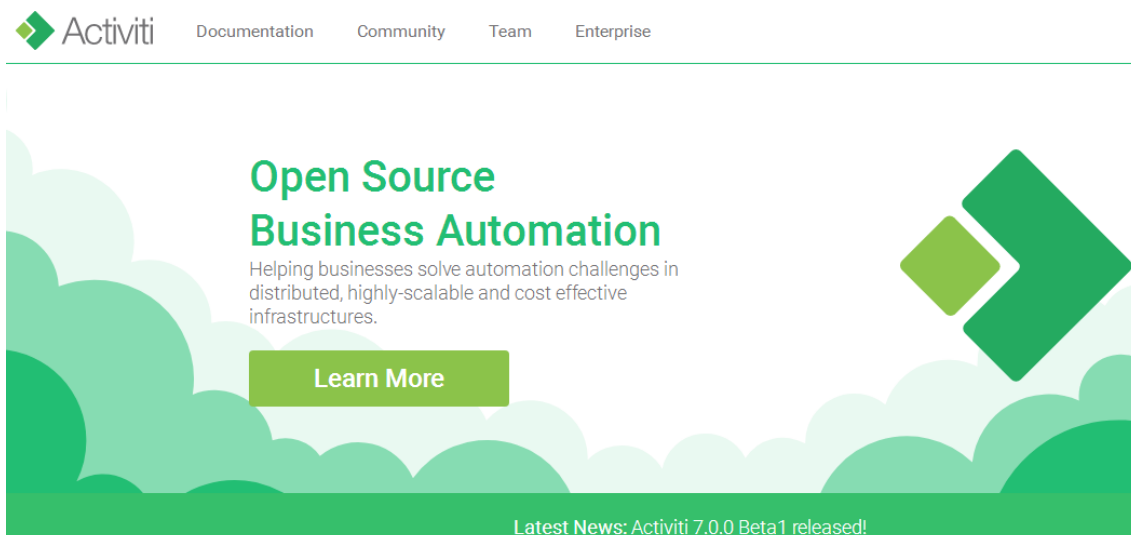 Activiti
Documentation Community Team Enterprise
Open Source
Business Automation
Helping businesses solve automation challenges in
distributed, highly-scalable and cost effective
infrastructures.
Learn More
Latest News: Activiti 7.0.0 Beta1 released!